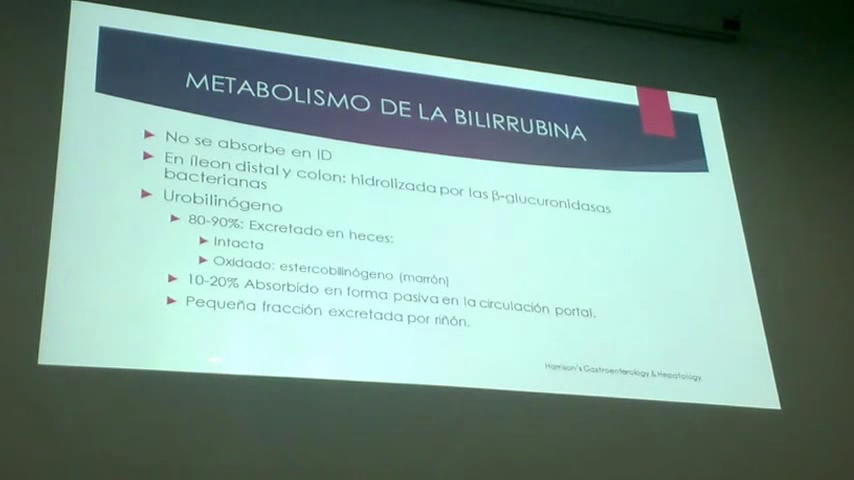 METABOLISMO DE LA BILIRRUBINA
No se absorbe en ID
En íleon distal y colon: hidrolizada por las β-glucuronidasas
bacterianas
Urobilinógeno
80-90%: Excretado en heces:
Intacta
Oxidado: estercobilinógeno (marrón)
10-20% Absorbido en forma pasiva en la circulación portal.
Pequeña fracción excretada por riñón.
Harrison's Gastroenterology & Hepatology